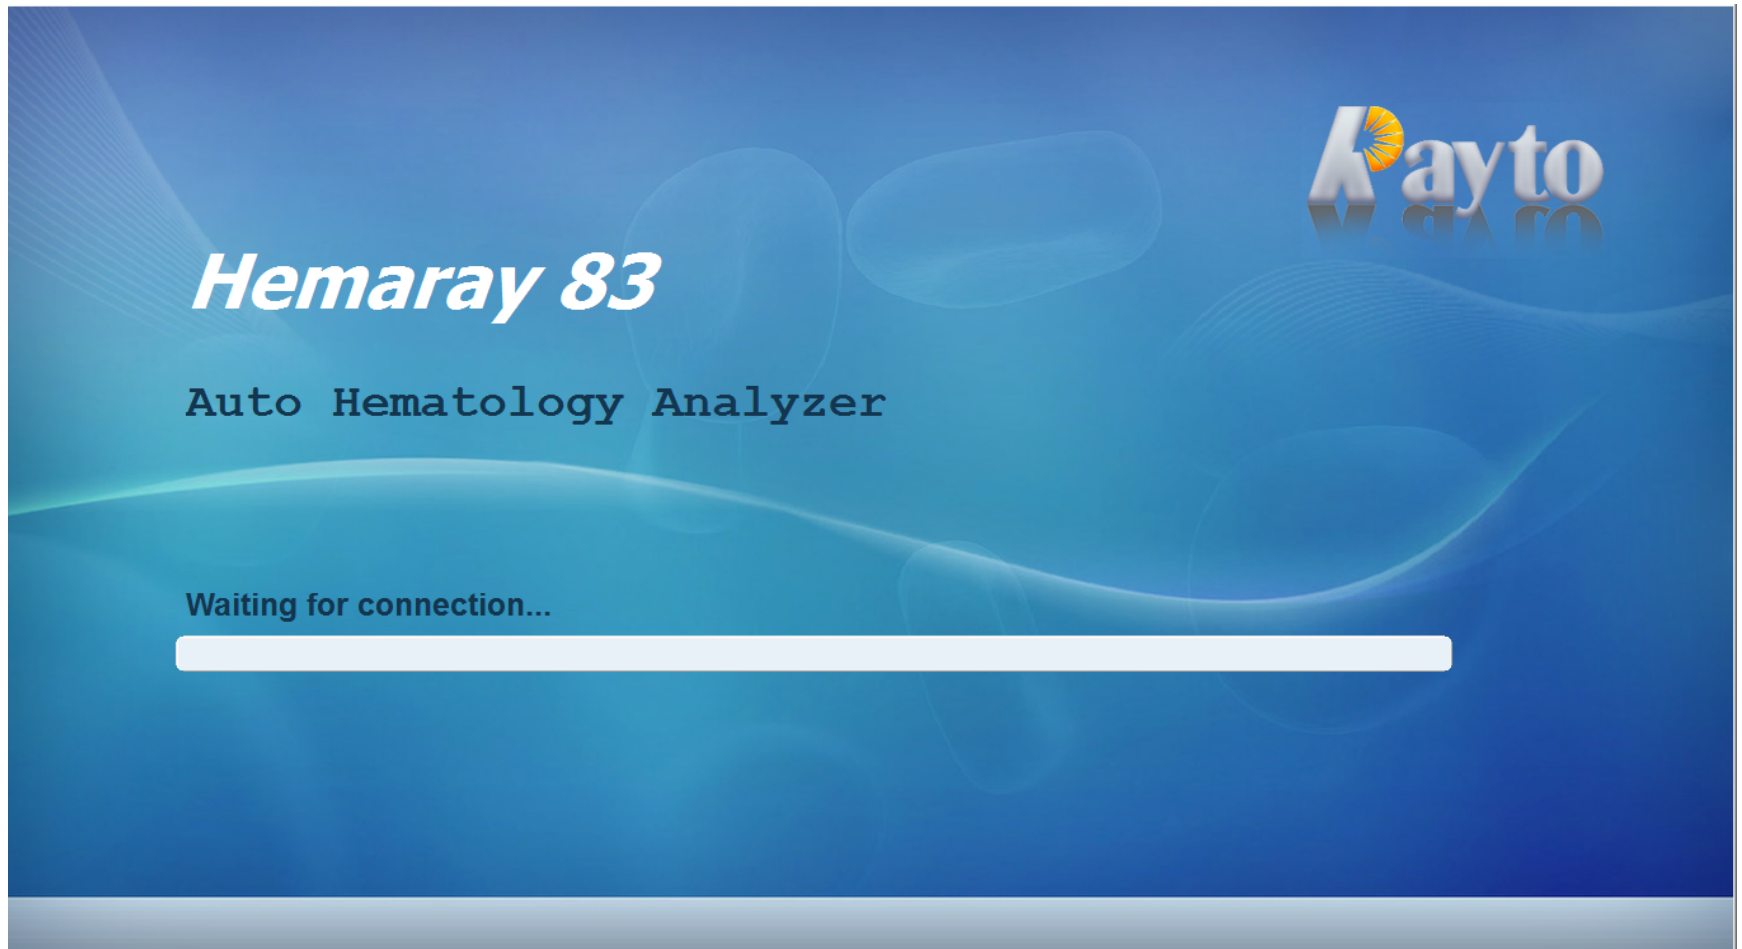 Rayto
Hemaray 83
Auto Hematology Analyzer
Waiting for connection...